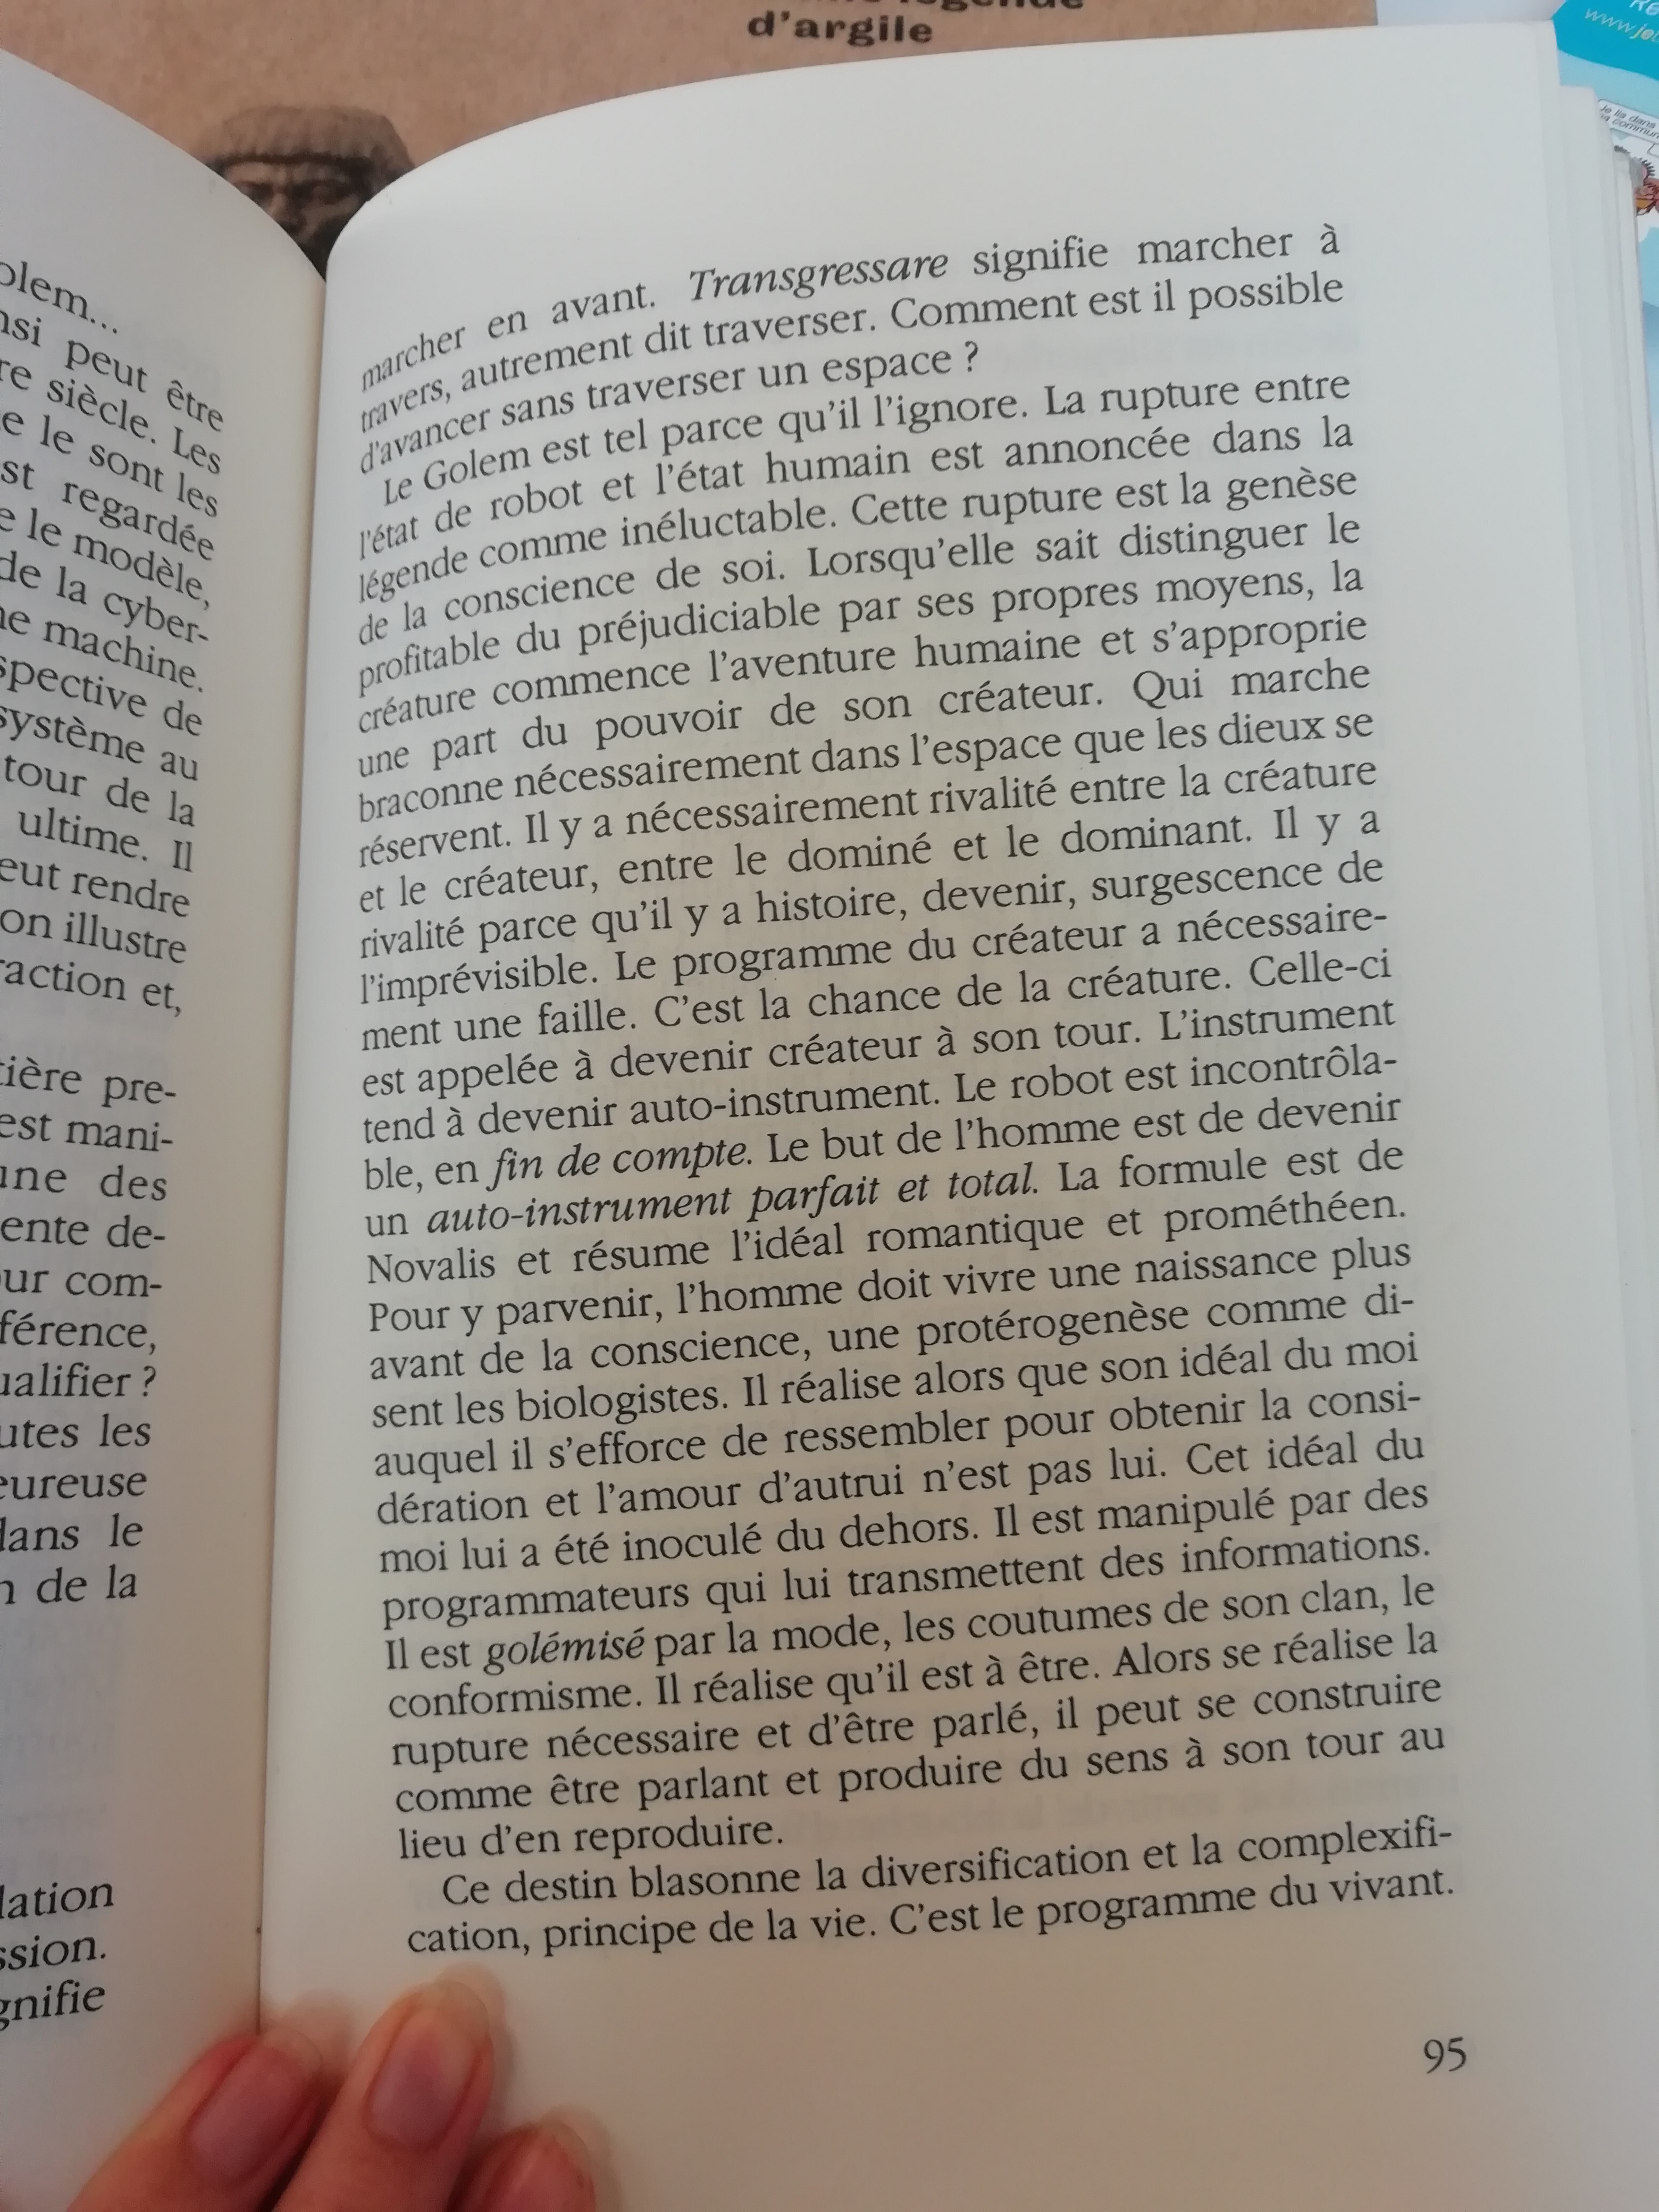 d'argile
olem...
nsi peut être
re siècle. Les
e le sont les
st regardée
e le modèle,
de la cyber-
ne machine.
spective de
système au
tour de la
ultime. Il
eut rendre
on illustre
raction et,
tière pre-
est mani-
une des
ente de-
ur com-
férence,
ualifier ?
utes les
eureuse
dans le
n de la
lation
ssion.
gnifie
marcher en avant. Transgressare signifie marcher à
travers, autrement dit traverser. Comment est il possible
d'avancer sans traverser un espace ?
Le Golem est tel parce qu'il l'ignore. La rupture entre
l'état de robot et l'état humain est annoncée dans la
légende comme inéluctable. Cette rupture est la genèse
de la conscience de soi. Lorsqu'elle sait distinguer le
profitable du préjudiciable par ses propres moyens, la
créature commence l'aventure humaine et s'approprie
une part du pouvoir de son créateur. Qui marche
braconne nécessairement dans l'espace que les dieux se
réservent. Il y a nécessairement rivalité entre la créature
et le créateur, entre le dominé et le dominant. Il y a
rivalité parce qu'il y a histoire, devenir, surgescence de
l'imprévisible. Le programme du créateur a nécessaire-
ment une faille. C'est la chance de la créature. Celle-ci
est appelée à devenir créateur à son tour. L'instrument
tend à devenir auto-instrument. Le robot est incontrôla-
ble, en fin de compte. Le but de l'homme est de devenir
un auto-instrument parfait et total. La formule est de
Novalis et résume l'idéal romantique et prométhéen.
Pour y parvenir, l'homme doit vivre une naissance plus
avant de la conscience, une protérogenèse comme di-
sent les biologistes. Il réalise alors que son idéal du moi
auquel il s'efforce de ressembler pour obtenir la consi-
dération et l'amour d'autrui n'est pas lui. Cet idéal du
moi lui a été inoculé du dehors. Il est manipulé par des
programmateurs qui lui transmettent des informations.
Il est golémisé par la mode, les coutumes de son clan, le
conformisme. Il réalise qu'il est à être. Alors se réalise la
rupture nécessaire et d'être parlé, il peut se construire
comme être parlant et produire du sens à son tour au
lieu d'en reproduire.
Ce destin blasonne la diversification et la complexifi-
cation, principe de la vie. C'est le programme du vivant.
95